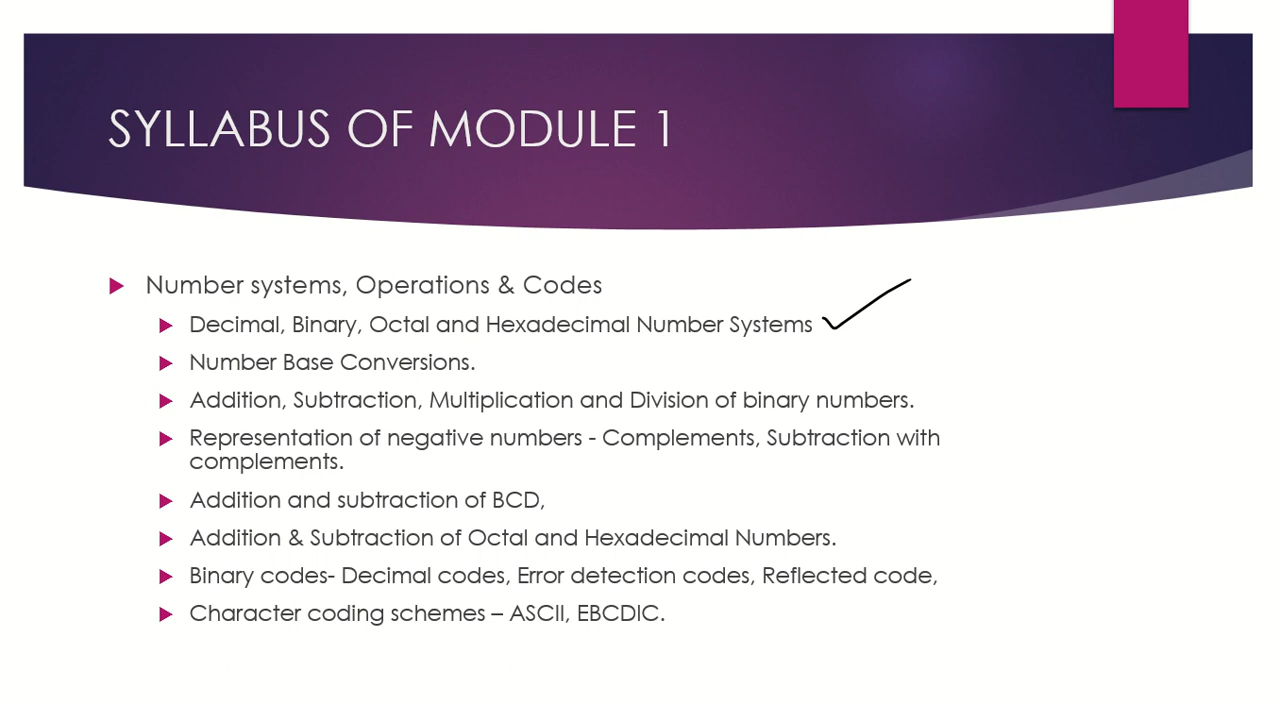 SYLLABUS OF MODULE 1
Number systems, Operations & Codes
Decimal, Binary, Octal and Hexadecimal Number Systems
Number Base Conversions.
Addition, Subtraction, Multiplication and Division of binary numbers.
Representation of negative numbers - Complements, Subtraction with
complements.
Addition and subtraction of BCD,
Addition & Subtraction of Octal and Hexadecimal Numbers.
Binary codes- Decimal codes, Error detection codes, Reflected code,
Character coding schemes – ASCII, EBCDIC.